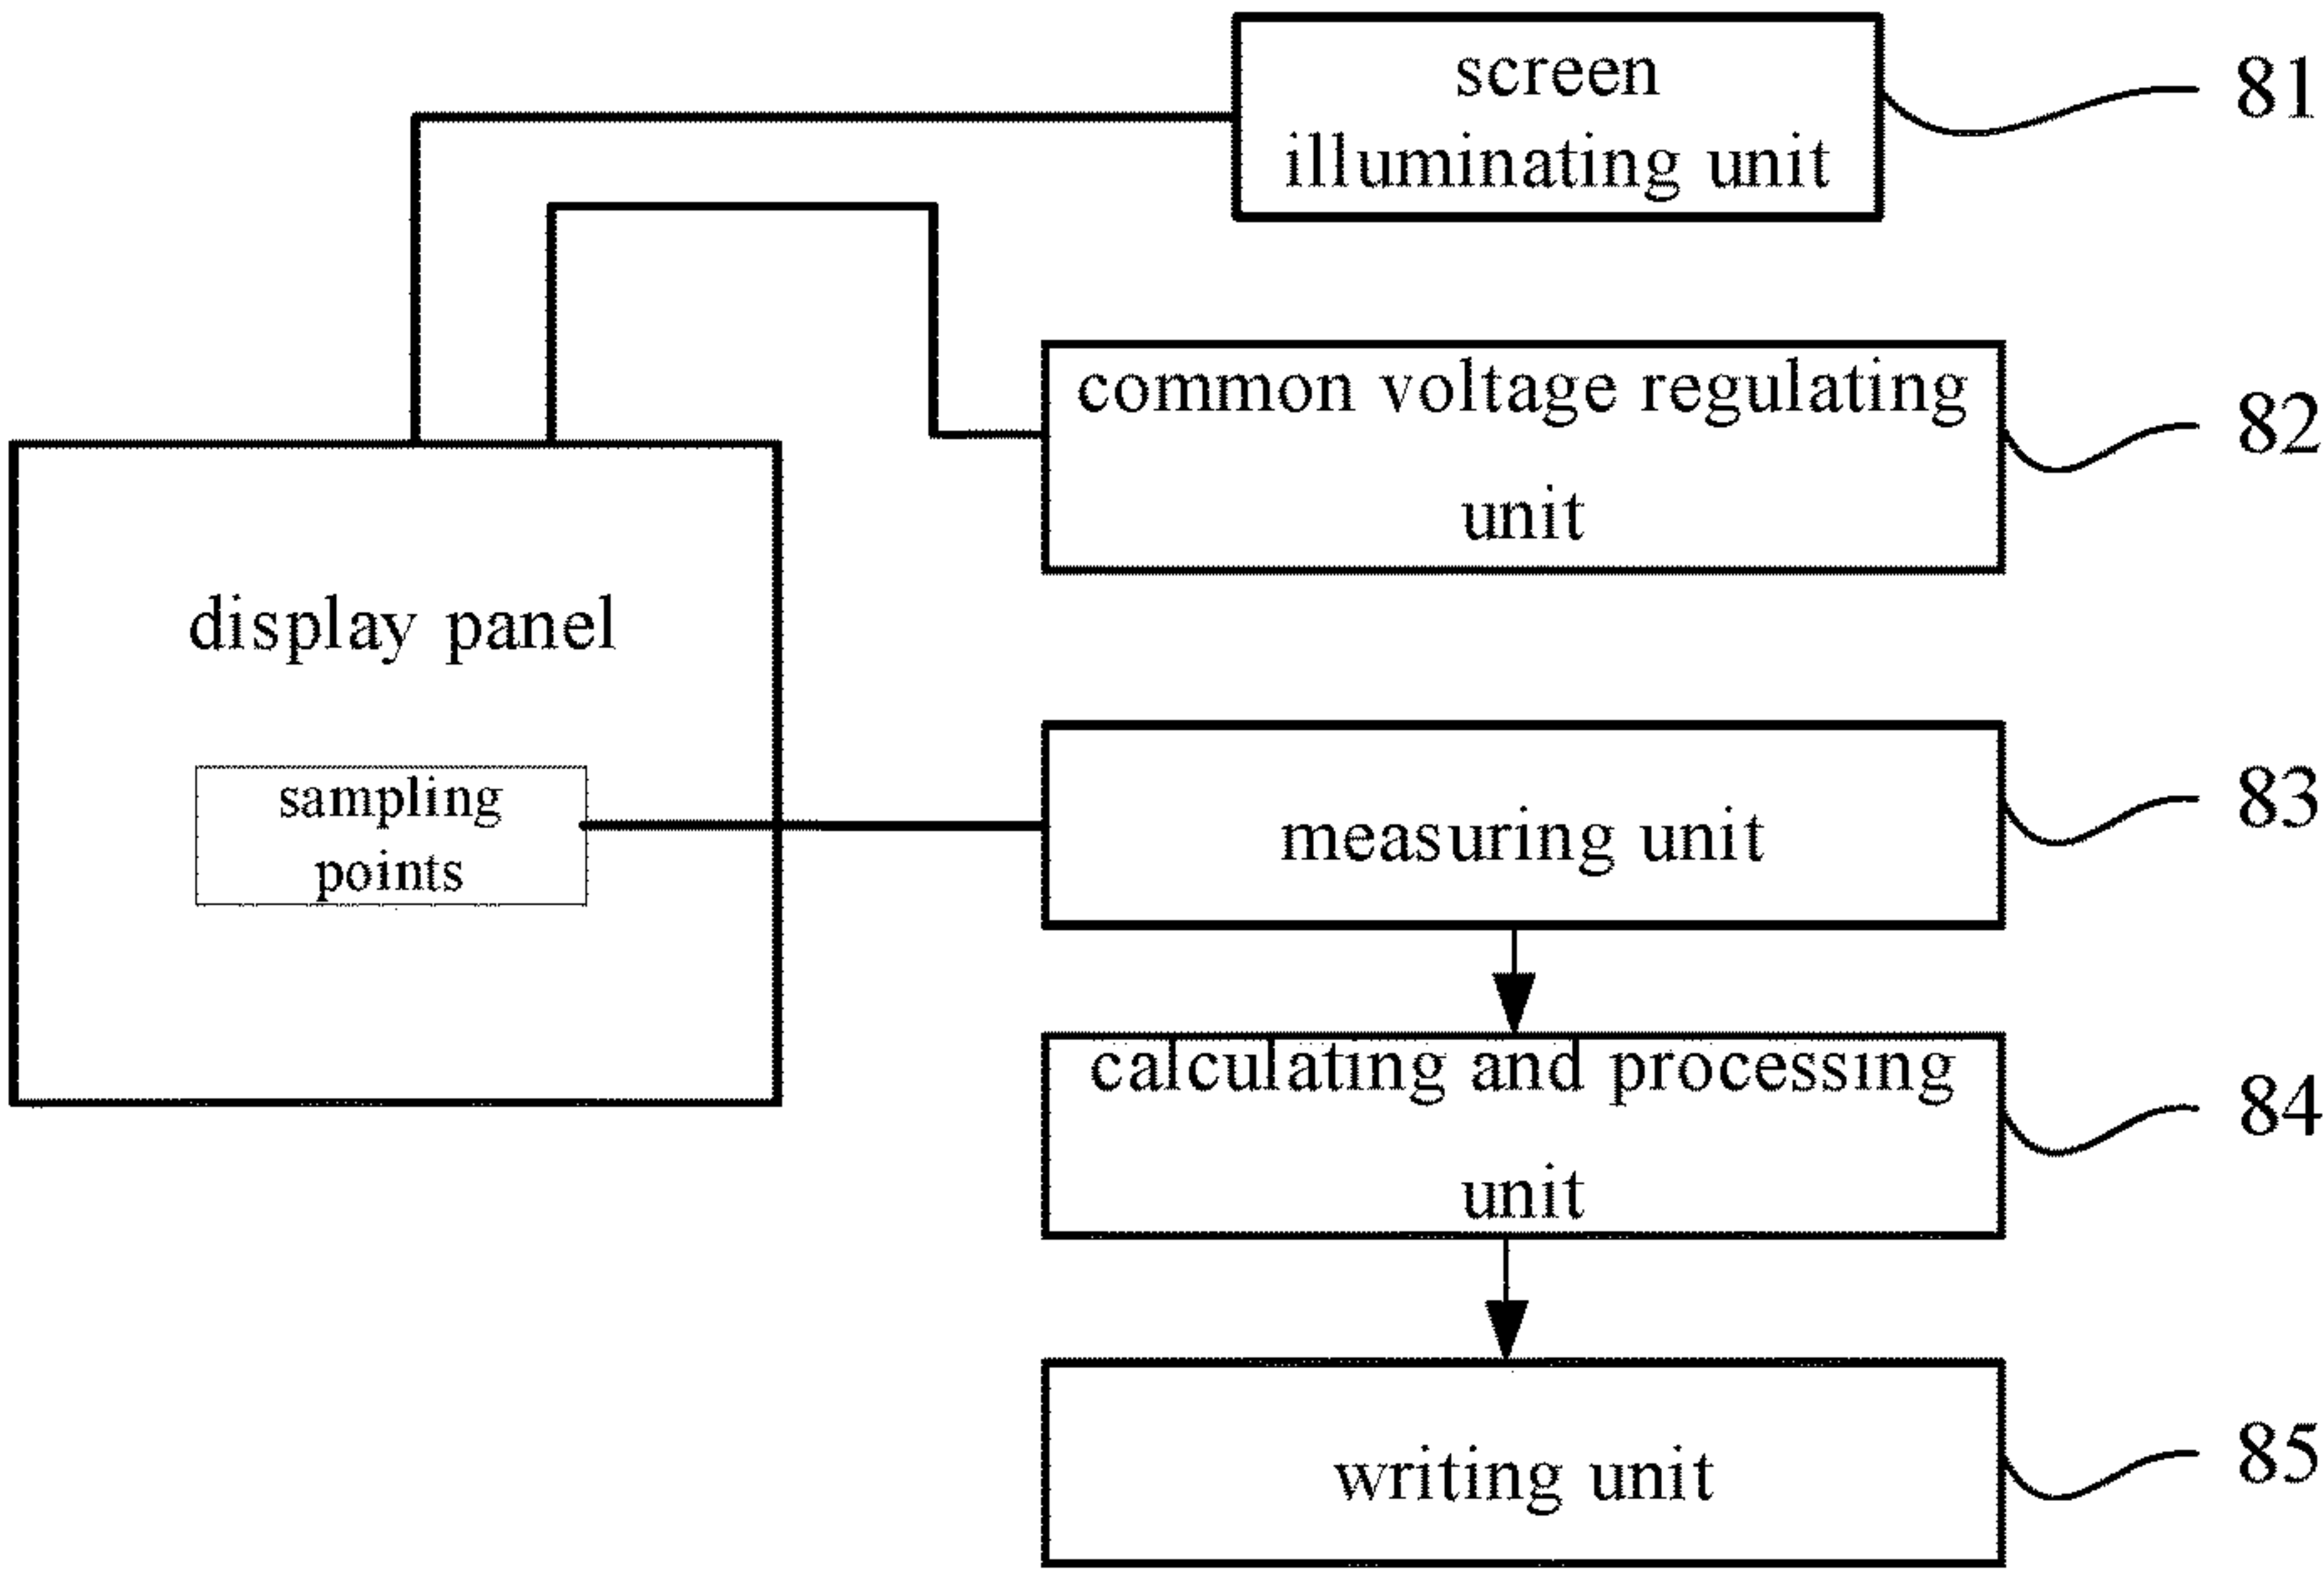 screen
illuminating unit
81
common voltage regulating
unit
82
display panel
sampling
points
measuring unit
83
calculating and processing
unit
84
writing unit
85